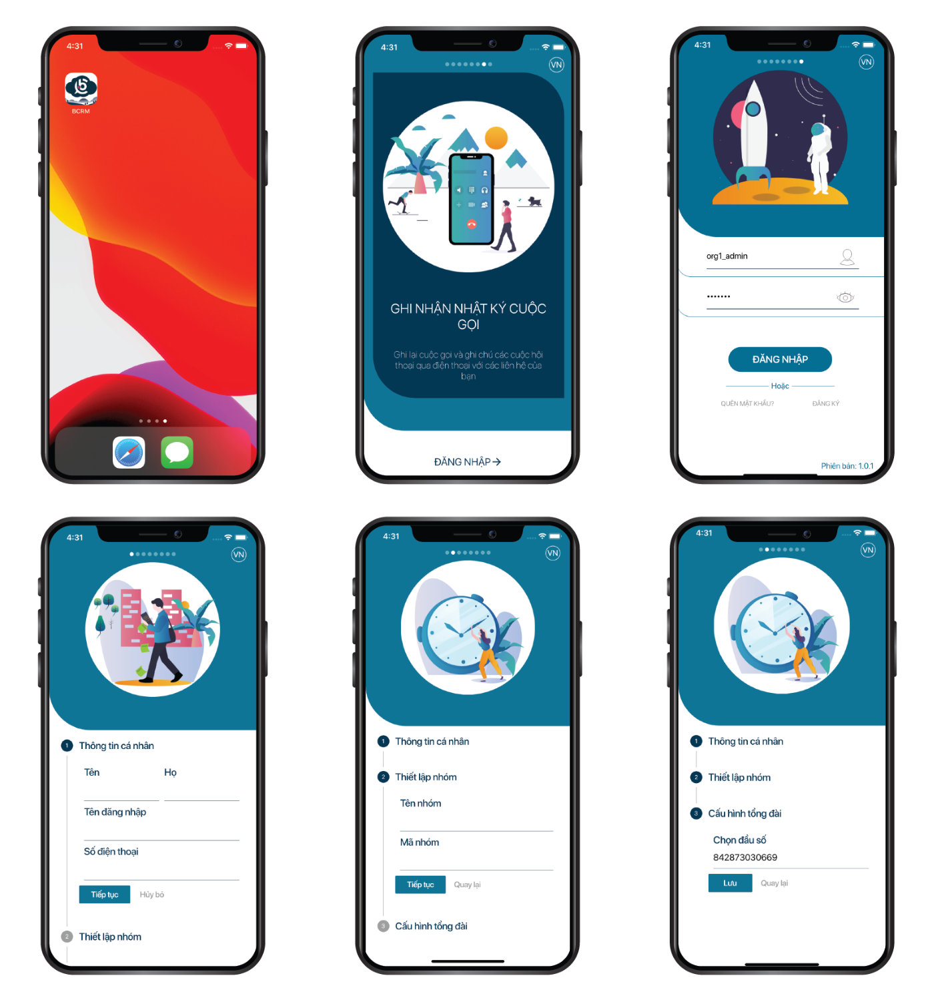 4:31
BCRM
4:31
VN
GHI NHẬN NHẬT KÝ CUỘC
GỌI
Ghi lại cuộc gọi và ghi chú các cuộc hội
thoại qua điện thoại với các liên hệ của
bạn
ĐĂNG NHẬP→
4:31
VN
org1_admin
•••••••
ĐĂNG NHẬP
Hoặc
QUÊN MẬT KHẨU?
ĐĂNG KÝ
Phiên bản: 1.0.1
4:31
VN
1 Thông tin cá nhân
Tên
Họ
Tên đăng nhập
Số điện thoại
Tiếp tục
Hủy bỏ
2 Thiết lập nhóm
4:31
VN
1 Thông tin cá nhân
2 Thiết lập nhóm
Tên nhóm
Mã nhóm
Tiếp tục
Quay lại
3 Cấu hình tổng đài
4:31
VN
1 Thông tin cá nhân
2 Thiết lập nhóm
3 Cấu hình tổng đài
Chọn đầu số
842873030669
Lưu
Quay lại